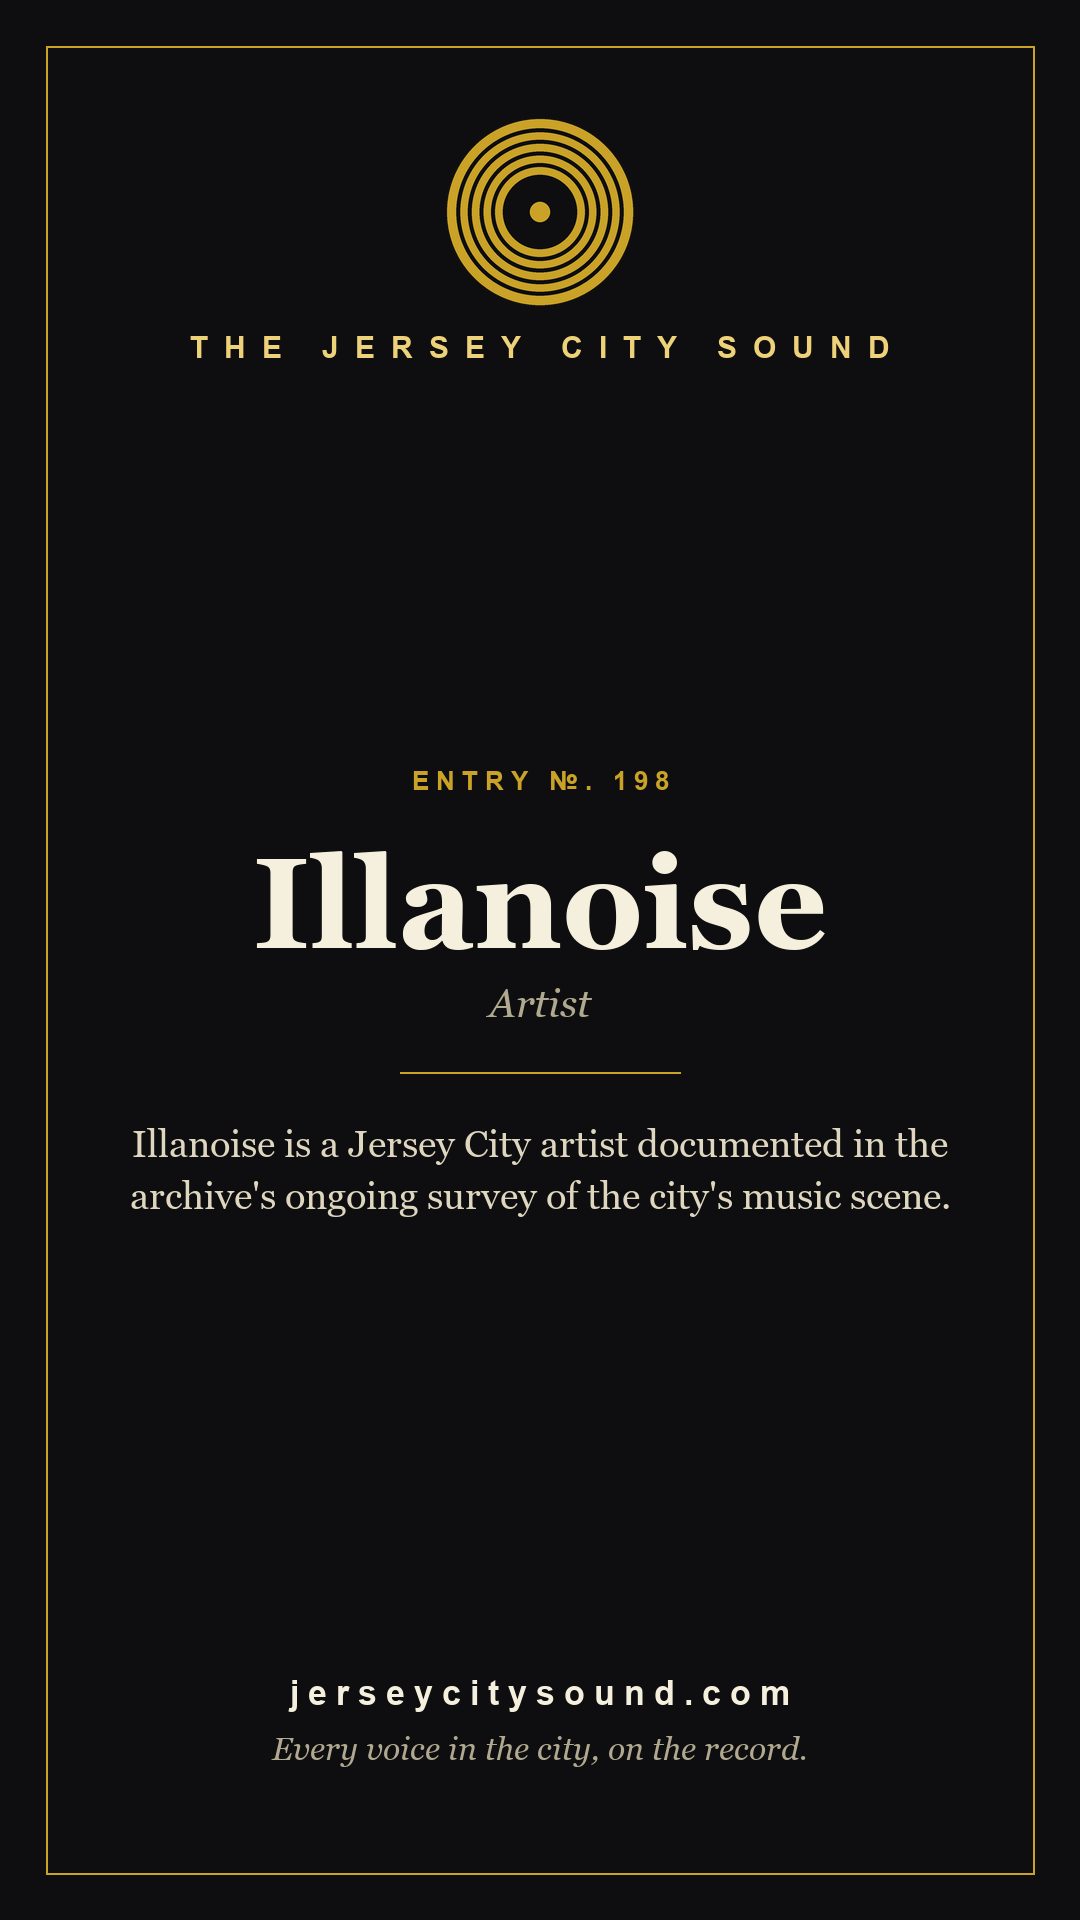 THE JERSEY CITY SOUND
ENTRY №. 198
Illanoise
Artist
Illanoise is a Jersey City artist documented in the
archive's ongoing survey of the city's music scene.
jerseycitysound.com
Every voice in the city, on the record.